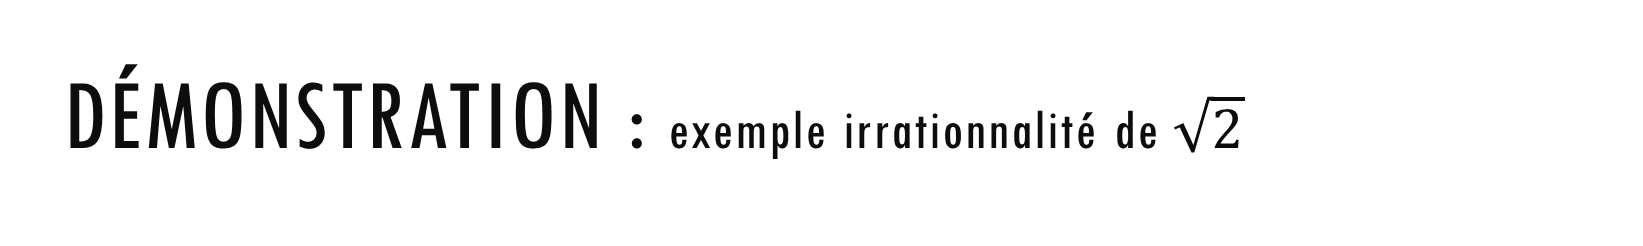 DÉMONSTRATION : exemple irrationnalité de √2